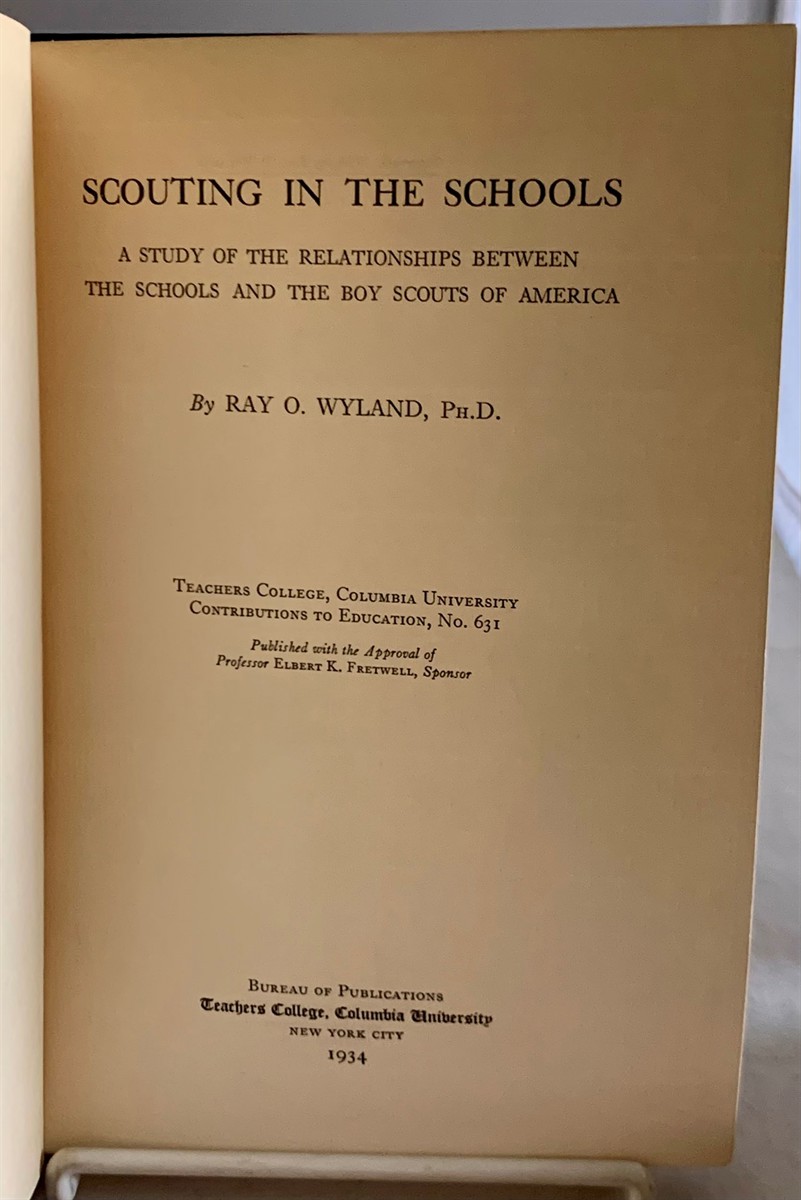 SCOUTING IN THE SCHOOLS
A STUDY OF THE RELATIONSHIPS BETWEEN
THE SCHOOLS AND THE BOY SCOUTS OF AMERICA
By RAY O. WYLAND, PH.D.
TEACHERS COLLEGE, COLUMBIA UNIVERSITY
CONTRIBUTIONS TO EDUCATION, NO. 631
Published with the Approval of
Professor ELBERT K. FRETWELL, Sponsor
BUREAU OF PUBLICATIONS
Teachers College, Columbia University
NEW YORK CITY
1934